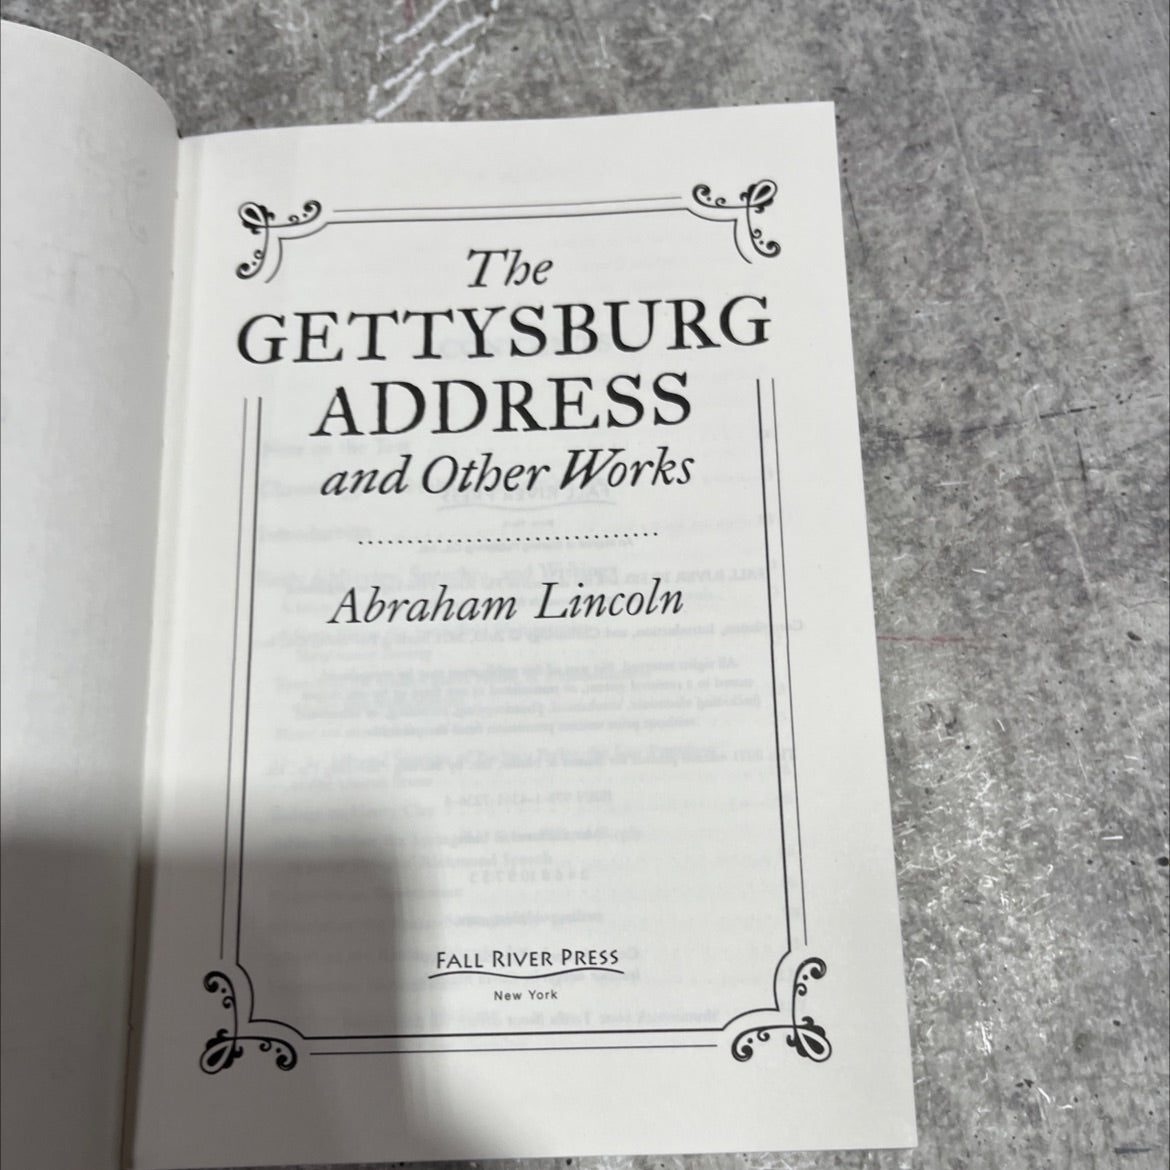 The
GETTYSBURG
ADDRESS
and Other Works
Abraham Lincoln
FALL RIVER PRESS
New York